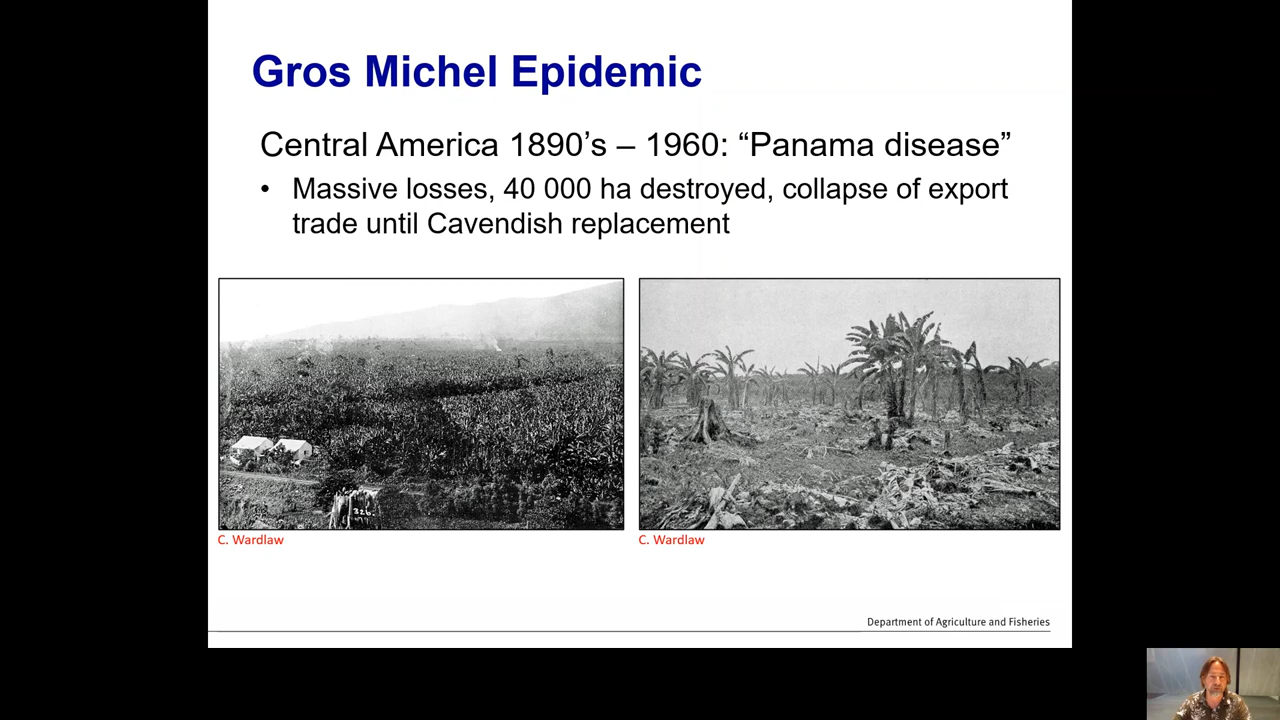 Gros Michel Epidemic
Central America 1890’s – 1960: “Panama disease”
• Massive losses, 40 000 ha destroyed, collapse of export
trade until Cavendish replacement
326.
C. Wardlaw
C. Wardlaw
Department of Agriculture and Fisheries